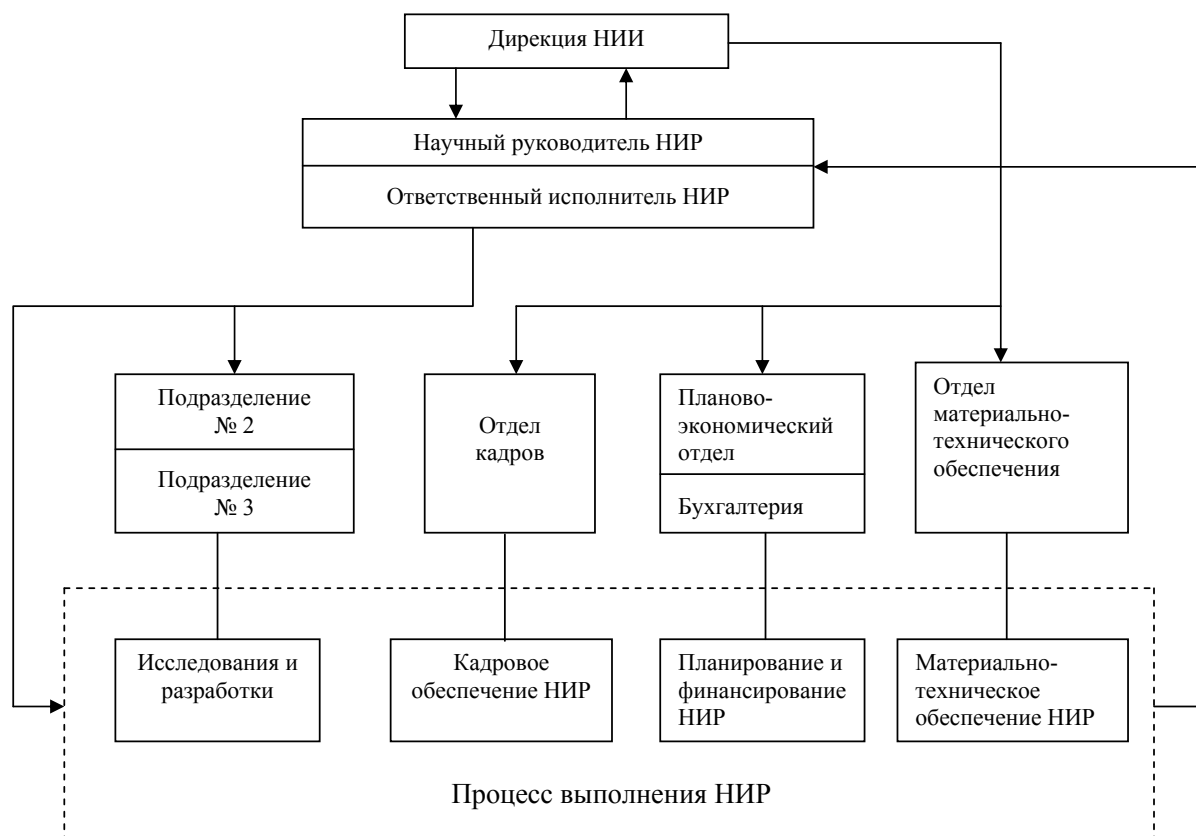 Дирекция НИИ
Научный руководитель НИР
Ответственный исполнитель НИР
Подразделение
№ 2
Подразделение
№ 3
Отдел
кадров
Планово-
экономический
отдел
Бухгалтерия
Отдел
материально-
технического
обеспечения
Исследования и
разработки
Кадровое
обеспечение НИР
Планирование и
финансирование
НИР
Материально-
техническое
обеспечение НИР
Процесс выполнения НИР